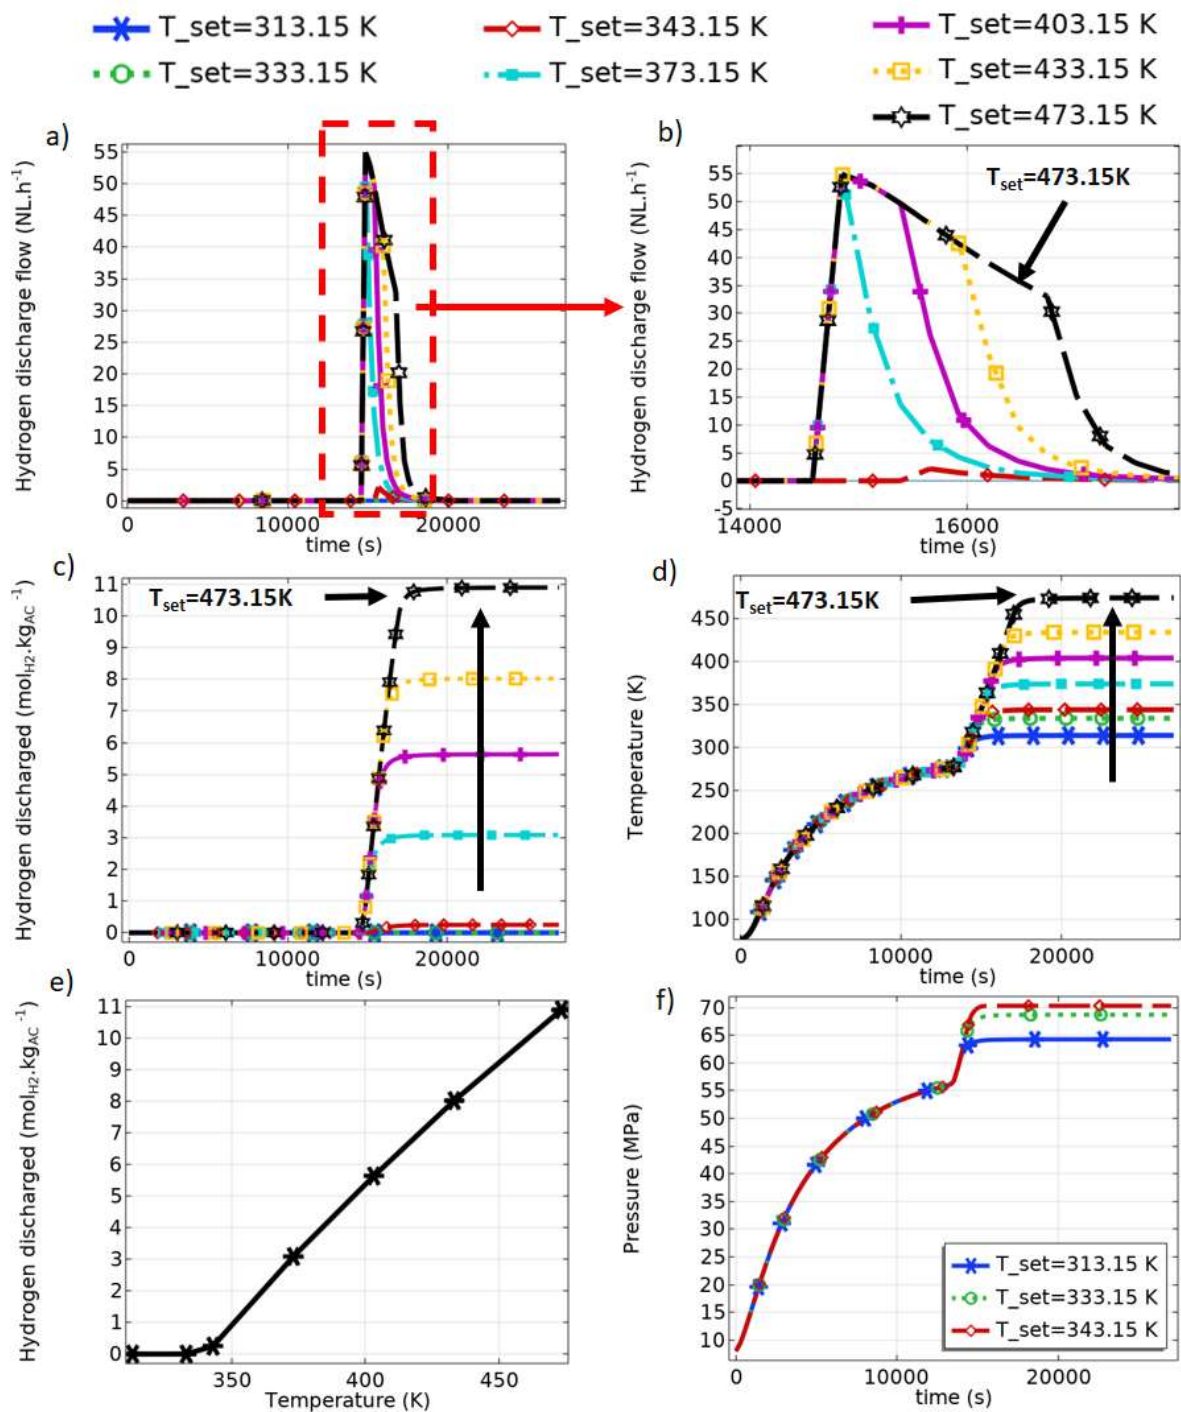 T_set=313.15 K
T_set=343.15 K
T_set=403.15 K
T_set=333.15 K
T_set=373.15 K
T_set=433.15 K
T_set=473.15 K
a)
Hydrogen discharge flow (NL.h⁻¹)
55
50
45
40
35
30
25
20
15
10
5
0
0
10000
20000
time (s)
b)
Hydrogen discharge flow (NL.h⁻¹)
55
50
45
40
35
30
25
20
15
10
5
0
-5
14000
16000
time (s)
Tset=473.15K
c)
Hydrogen discharged (molH2.kgAC⁻¹)
11
10
9
8
7
6
5
4
3
2
1
0
0
10000
20000
time (s)
Tset=473.15K
d)
Temperature (K)
450
400
350
300
250
200
150
100
0
10000
20000
time (s)
Tset=473.15K
e)
Hydrogen discharged (molH2.kgAC⁻¹)
11
10
9
8
7
6
5
4
3
2
1
0
350
400
450
Temperature (K)
f)
Pressure (MPa)
70
65
60
55
50
45
40
35
30
25
20
15
10
0
10000
20000
time (s)
T_set=313.15 K
T_set=333.15 K
T_set=343.15 K